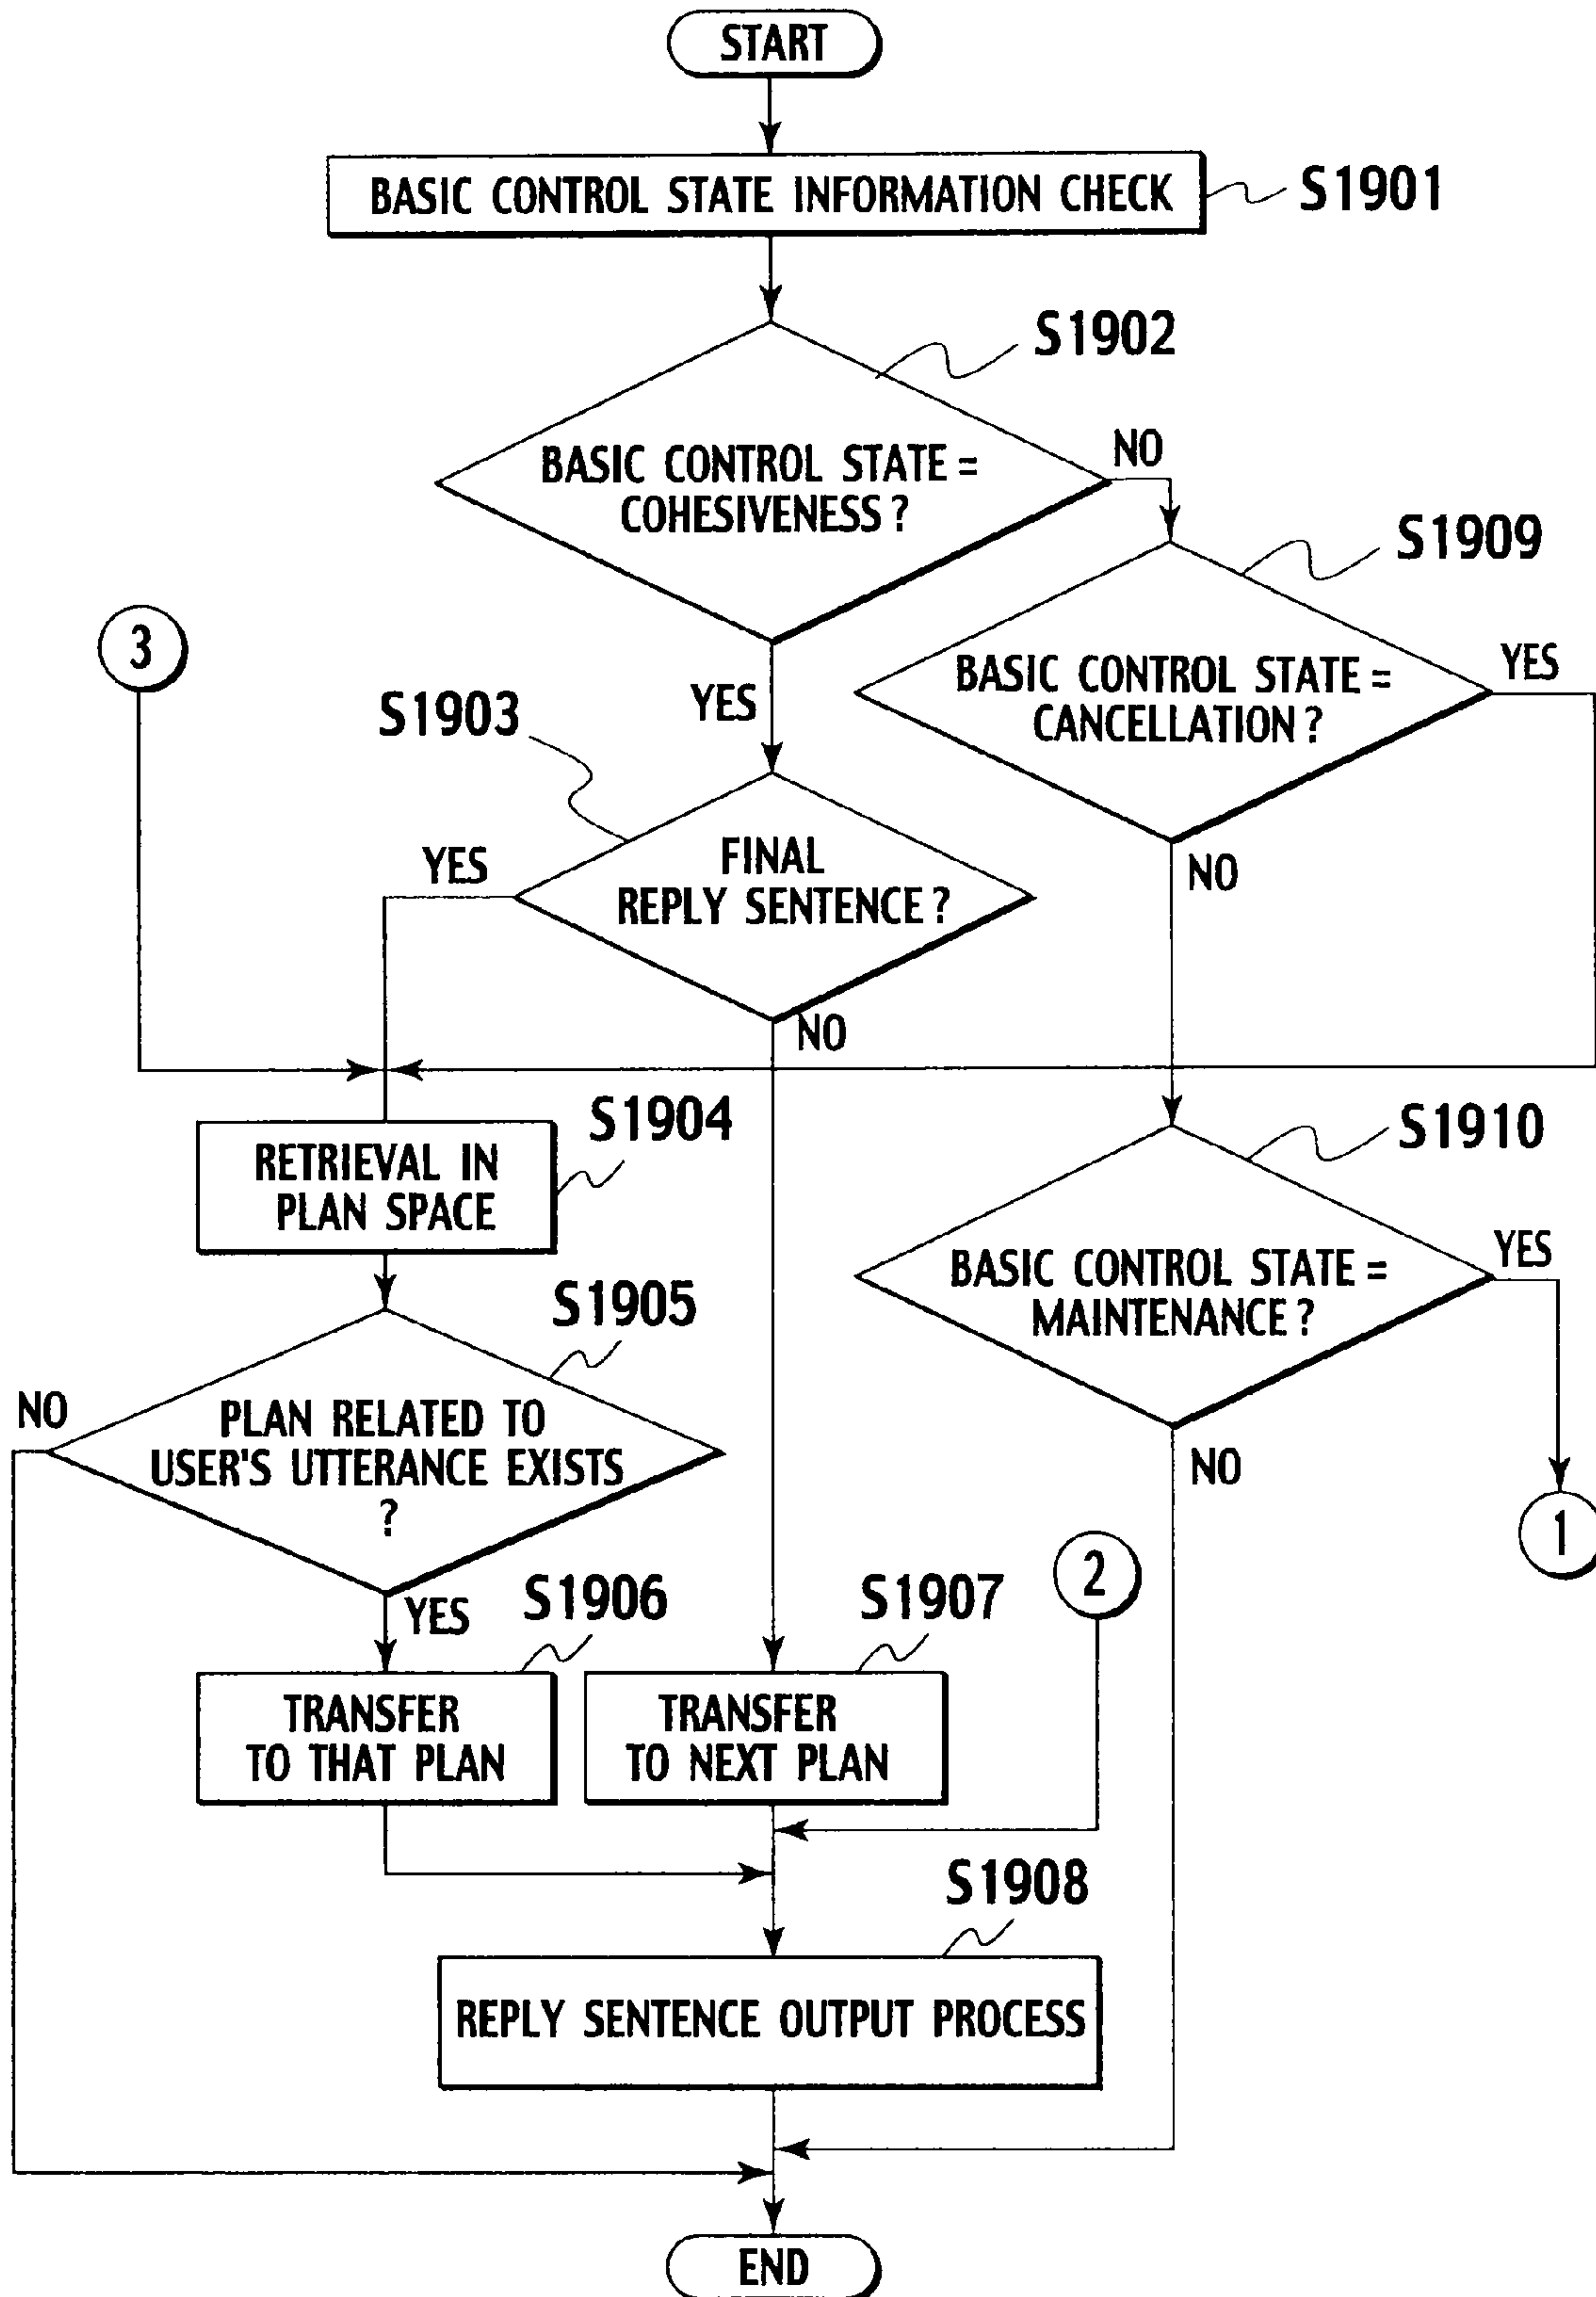 START
BASIC CONTROL STATE INFORMATION CHECK
S1901
S1902
BASIC CONTROL STATE =
COHESIVENESS ?
NO
S1909
3
BASIC CONTROL STATE =
CANCELLATION ?
YES
YES
S1903
FINAL
REPLY SENTENCE ?
YES
NO
NO
S1904
RETRIEVAL IN
PLAN SPACE
S1910
BASIC CONTROL STATE =
MAINTENANCE ?
YES
S1905
PLAN RELATED TO
USER'S UTTERANCE EXISTS
?
NO
NO
1
2
YES
S1906
S1907
TRANSFER
TO THAT PLAN
TRANSFER
TO NEXT PLAN
S1908
REPLY SENTENCE OUTPUT PROCESS
END